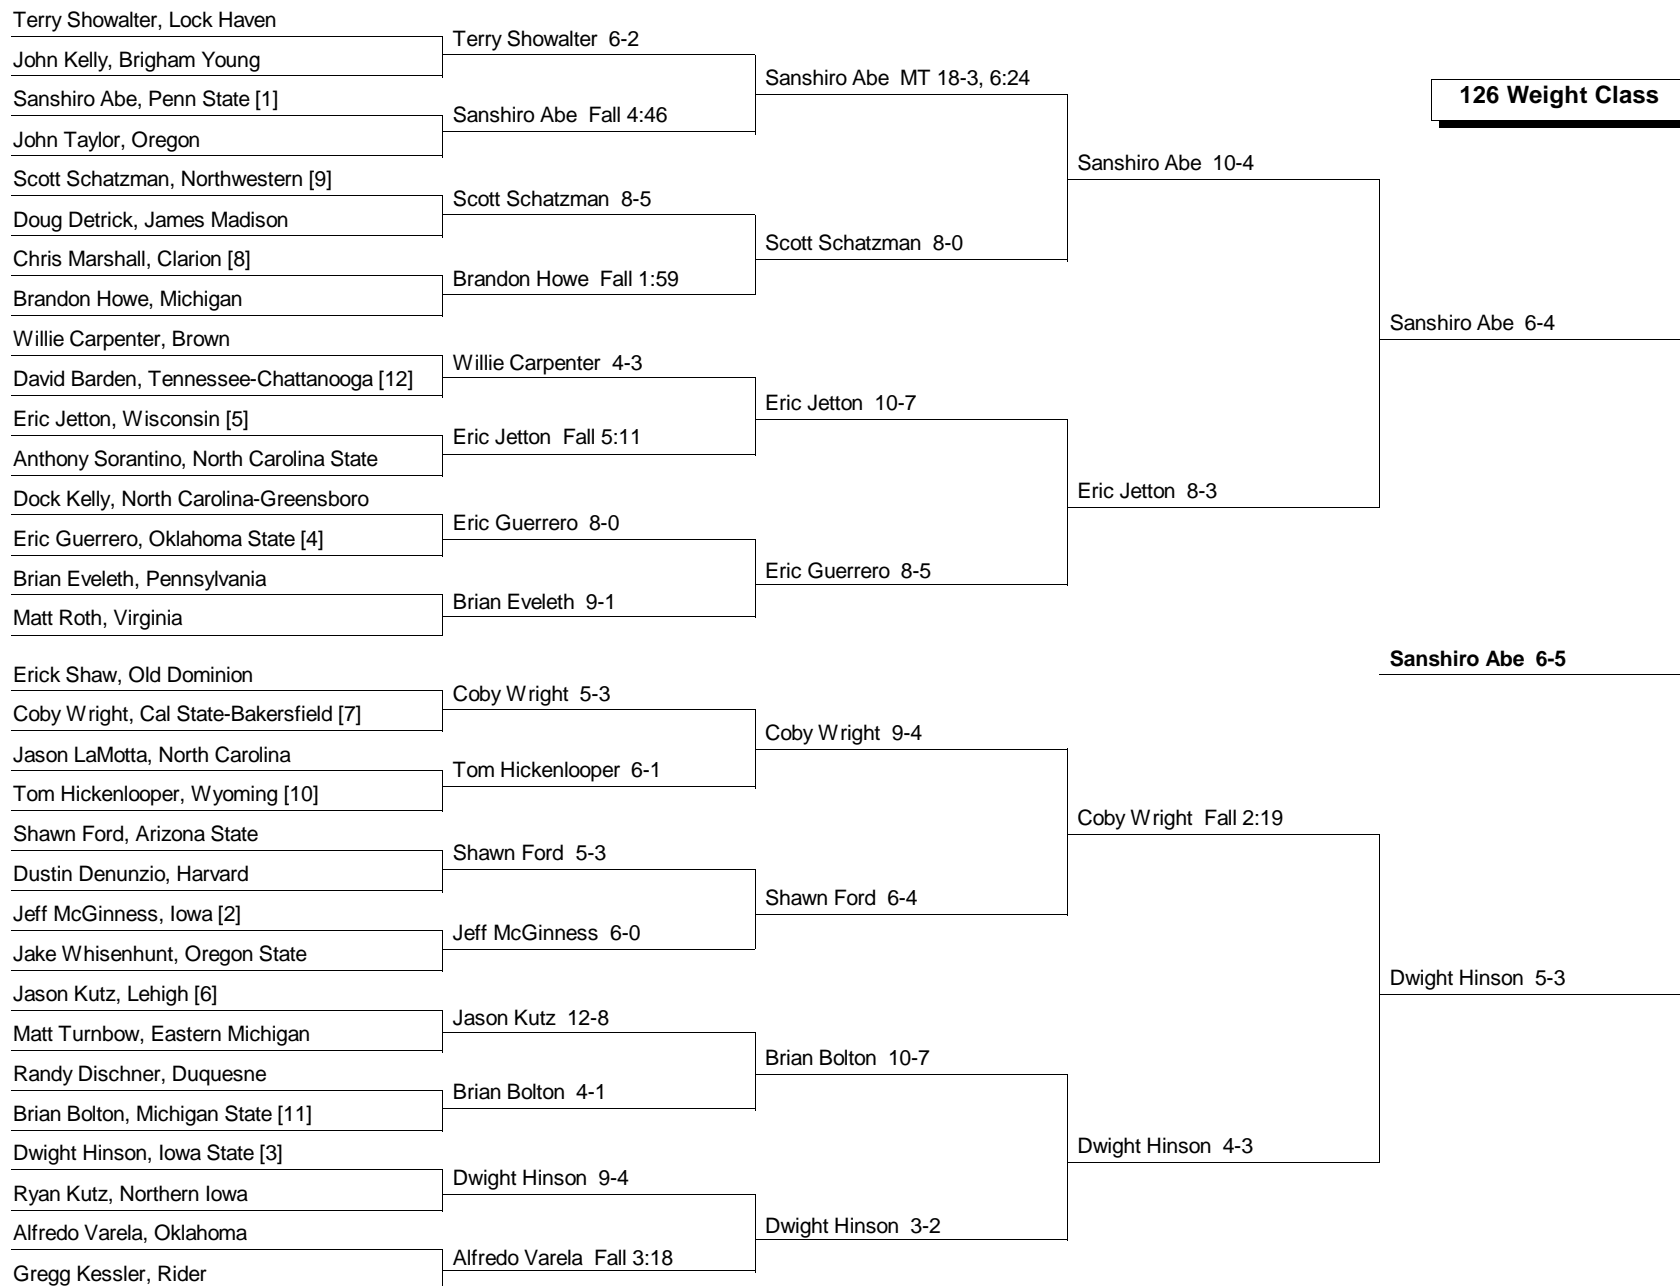 Terry Showalter, Lock Haven
John Kelly, Brigham Young
Sanshiro Abe, Penn State [1]
John Taylor, Oregon
Scott Schatzman, Northwestern [9]
Doug Detrick, James Madison
Chris Marshall, Clarion [8]
Brandon Howe, Michigan
Willie Carpenter, Brown
David Barden, Tennessee-Chattanooga [12]
Eric Jetton, Wisconsin [5]
Anthony Sorantino, North Carolina State
Dock Kelly, North Carolina-Greensboro
Eric Guerrero, Oklahoma State [4]
Brian Eveleth, Pennsylvania
Matt Roth, Virginia
Erick Shaw, Old Dominion
Coby Wright, Cal State-Bakersfield [7]
Jason LaMotta, North Carolina
Tom Hickenlooper, Wyoming [10]
Shawn Ford, Arizona State
Dustin Denunzio, Harvard
Jeff McGinness, Iowa [2]
Jake Whisenhunt, Oregon State
Jason Kutz, Lehigh [6]
Matt Turnbow, Eastern Michigan
Randy Dischner, Duquesne
Brian Bolton, Michigan State [11]
Dwight Hinson, Iowa State [3]
Ryan Kutz, Northern Iowa
Alfredo Varela, Oklahoma
Gregg Kessler, Rider
Terry Showalter 6-2
Sanshiro Abe Fall 4:46
Scott Schatzman 8-5
Brandon Howe Fall 1:59
Willie Carpenter 4-3
Eric Jetton Fall 5:11
Eric Guerrero 8-0
Brian Eveleth 9-1
Coby Wright 5-3
Tom Hickenlooper 6-1
Shawn Ford 5-3
Jeff McGinness 6-0
Jason Kutz 12-8
Brian Bolton 4-1
Dwight Hinson 9-4
Alfredo Varela Fall 3:18
Sanshiro Abe MT 18-3, 6:24
Scott Schatzman 8-0
Eric Jetton 10-7
Eric Guerrero 8-5
Coby Wright 9-4
Shawn Ford 6-4
Brian Bolton 10-7
Dwight Hinson 3-2
Sanshiro Abe 10-4
Eric Jetton 8-3
Coby Wright Fall 2:19
Dwight Hinson 4-3
126 Weight Class
Sanshiro Abe 6-4
Sanshiro Abe 6-5
Dwight Hinson 5-3